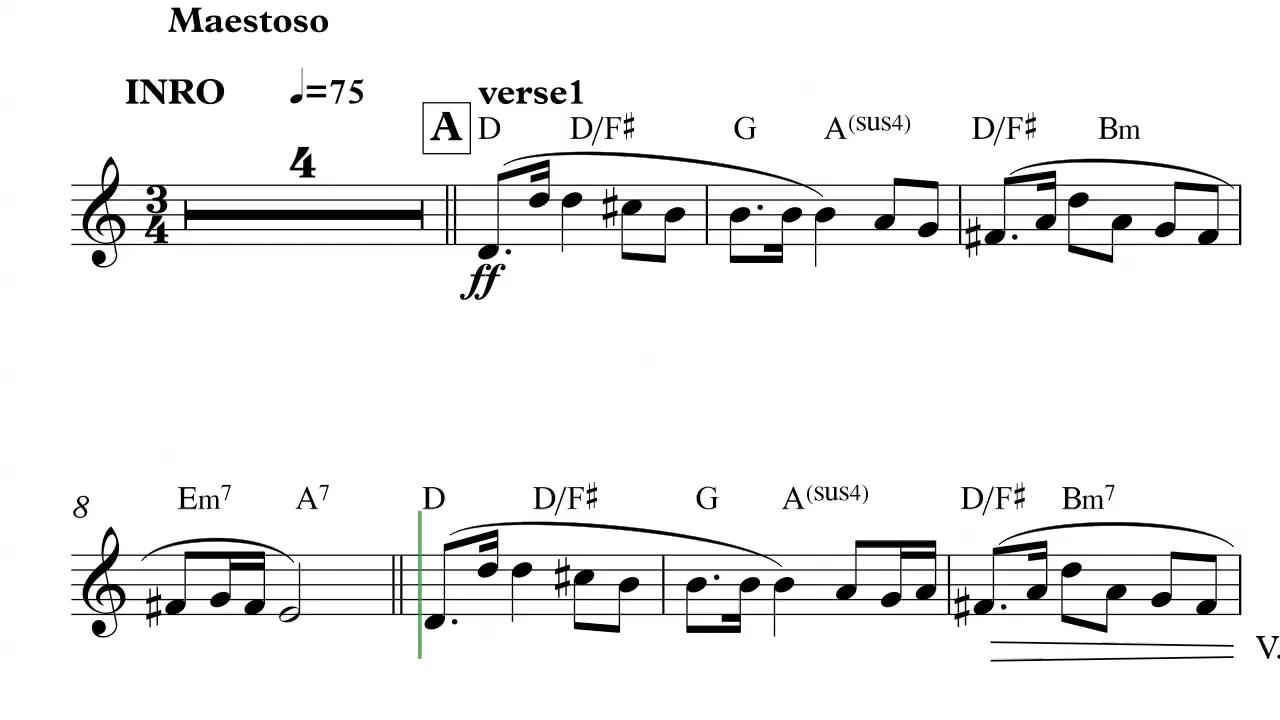 Maestoso
INRO ♩=75 verse1
A D D/F♯ G A(sus4) D/F♯ Bm
4
3
4
ff
8 Em7 A7 D D/F♯ G A(sus4) D/F♯ Bm7
V.